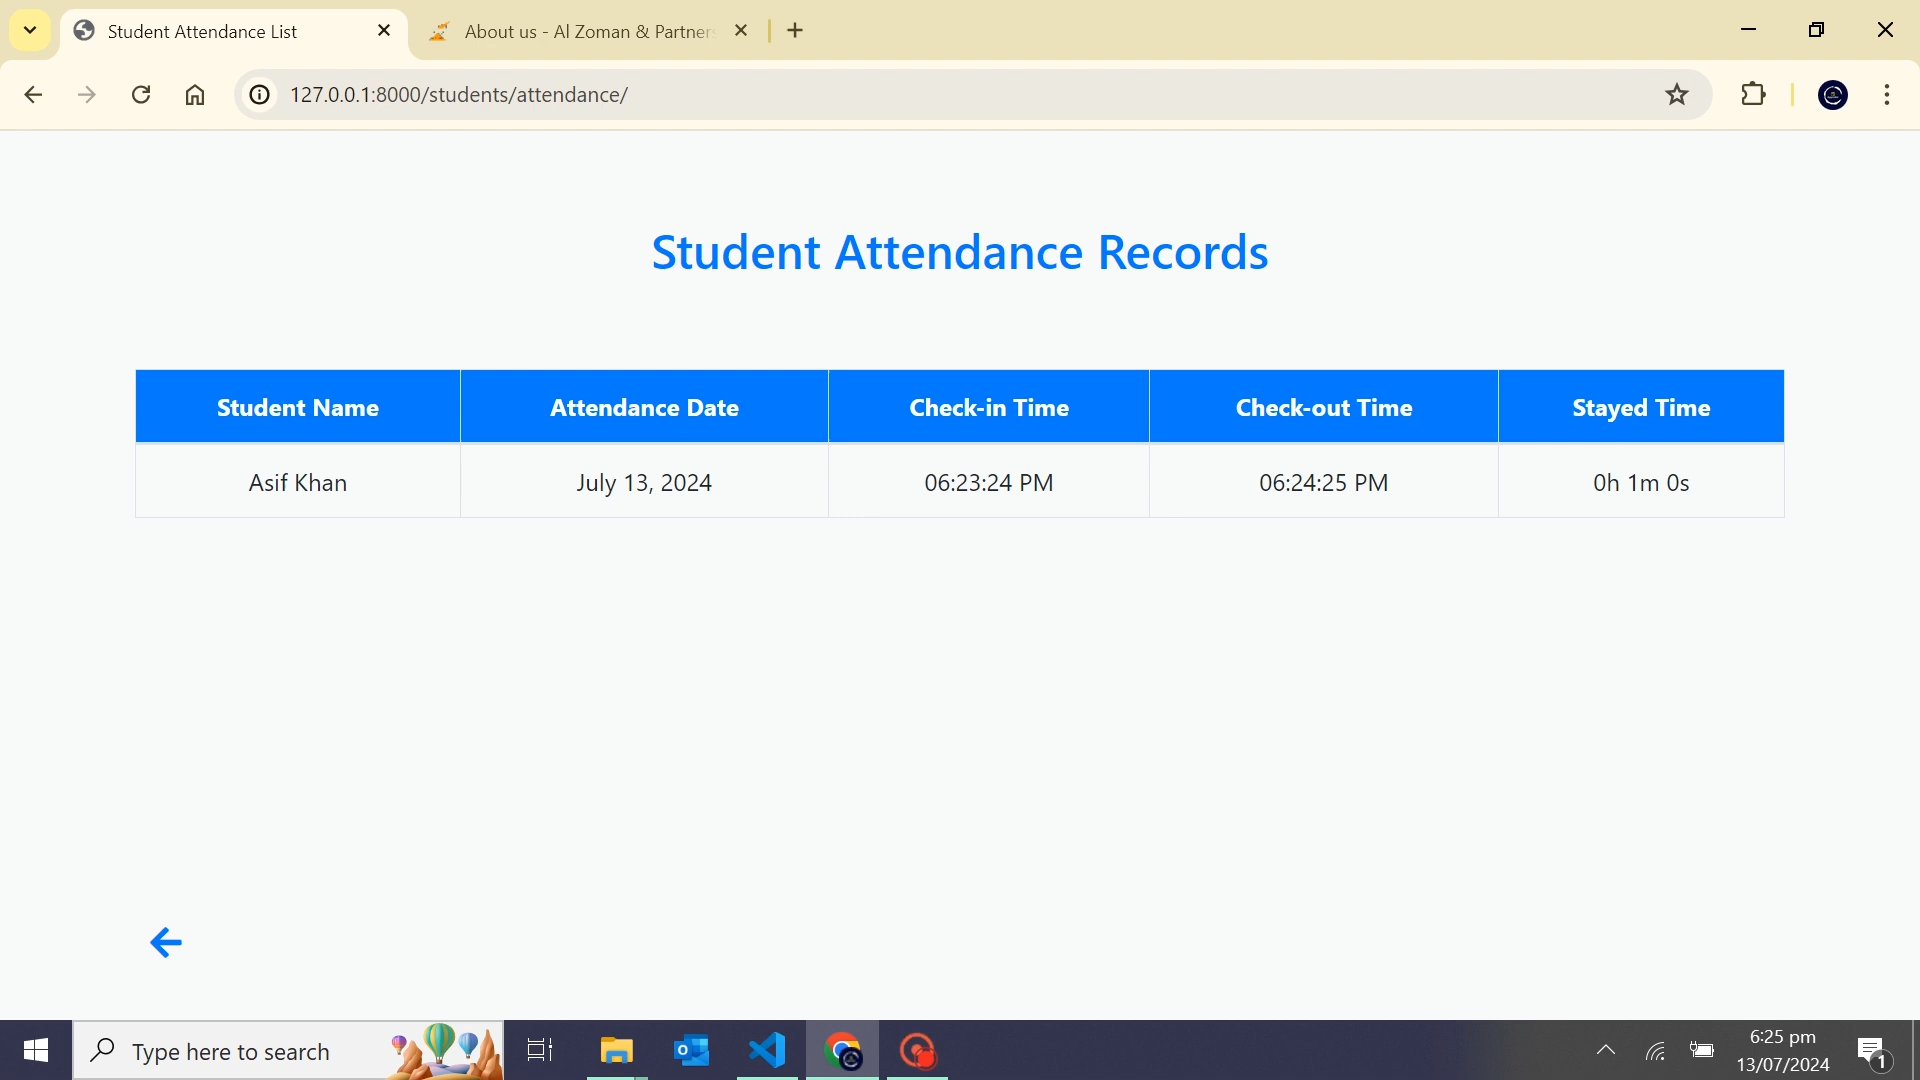 Student Attendance List
About us - Al Zoman & Partners
127.0.0.1:8000/students/attendance/
Student Attendance Records
Student Name Attendance Date Check-in Time Check-out Time Stayed Time
Asif Khan July 13, 2024 06:23:24 PM 06:24:25 PM 0h 1m 0s
Type here to search
6:25 pm
13/07/2024
1